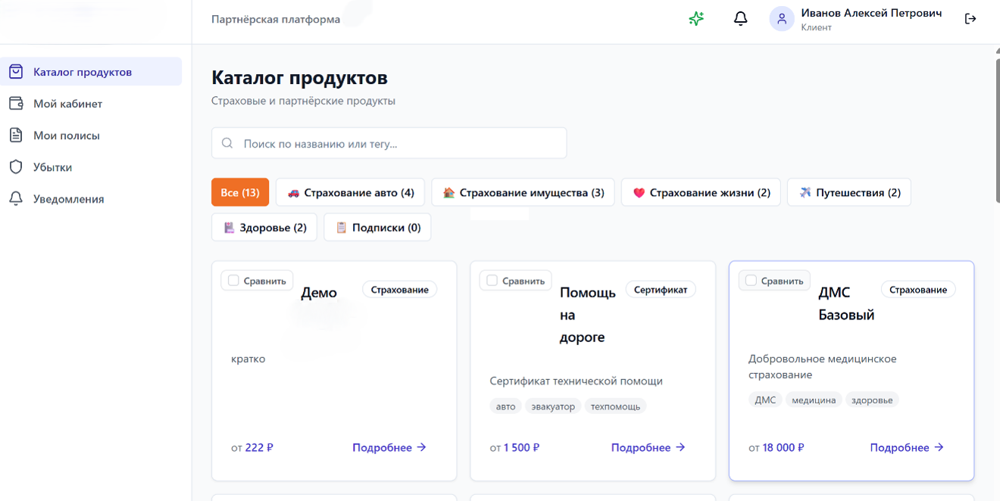 Партнёрская платформа
Иванов Алексей Петрович
Клиент
Каталог продуктов
Мой кабинет
Мои полисы
Убытки
Уведомления
Каталог продуктов
Страховые и партнёрские продукты
Поиск по названию или тегу...
Все (13)
Страхование авто (4)
Страхование имущества (3)
Страхование жизни (2)
Путешествия (2)
Здоровье (2)
Подписки (0)
Сравнить
Демо
Страхование
кратко
от 222 ₽
Подробнее →
Сравнить
Помощь
на
дороге
Сертификат
Сертификат технической помощи
авто
эвакуатор
техпомощь
от 1 500 ₽
Подробнее →
Сравнить
ДМС
Базовый
Страхование
Добровольное медицинское
страхование
ДМС
медицина
здоровье
от 18 000 ₽
Подробнее →